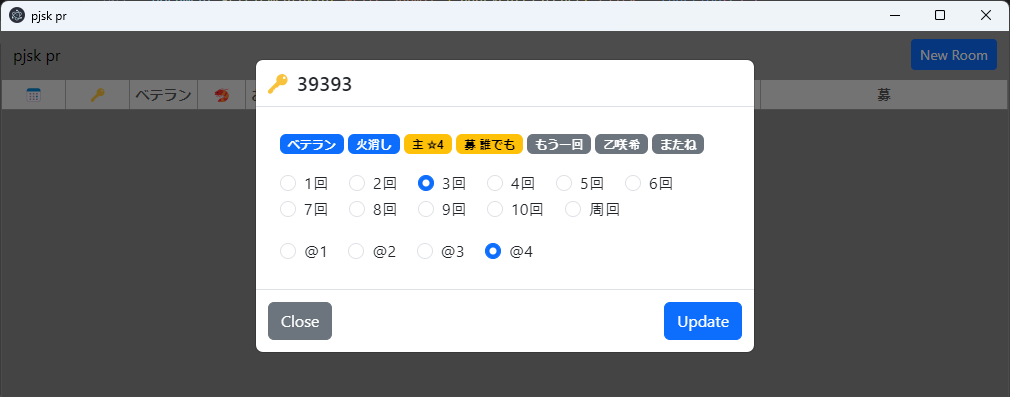 pjsk pr
pjsk pr New Room
ベテラン 募
39393
ベテラン 火消し 主 ☆4 募 誰でも もう一回 乙咲希 またね
1回 2回 3回 4回 5回 6回
7回 8回 9回 10回 周回
@1 @2 @3 @4
Close Update